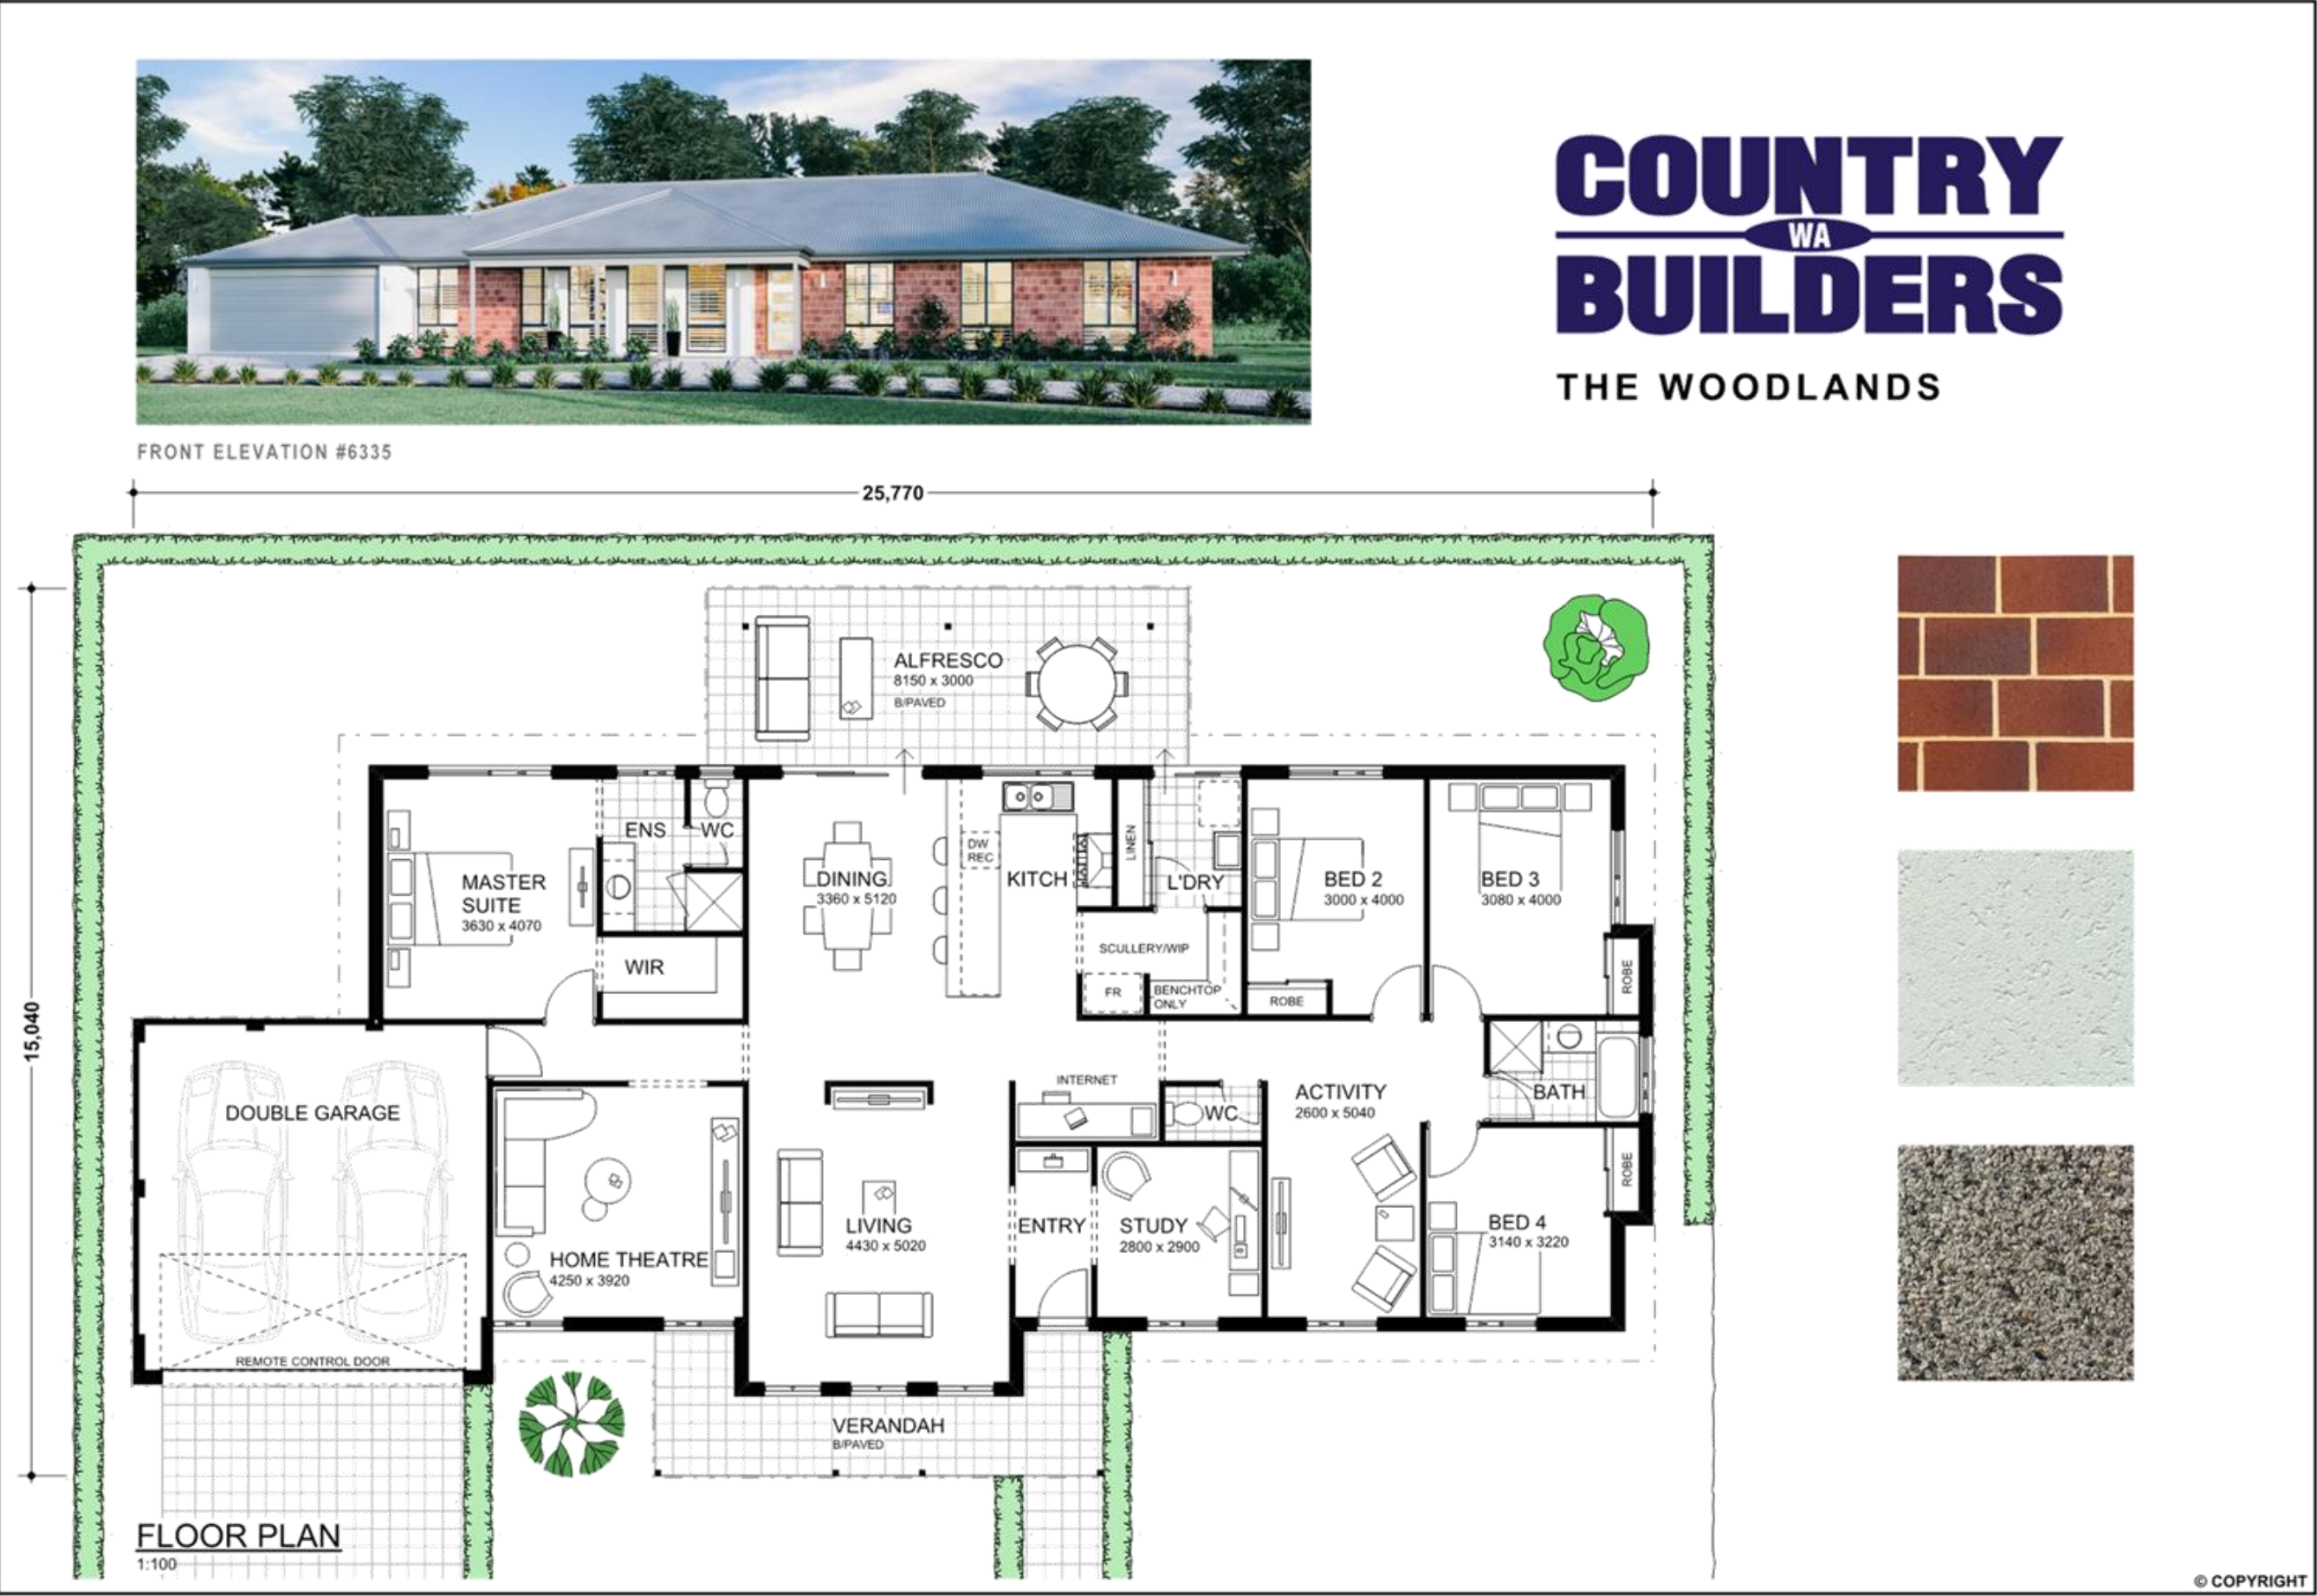 COUNTRY
WA
BUILDERS
THE WOODLANDS
FRONT ELEVATION #6335
25,770
15,040
ALFRESCO
8150 x 3000
B/PAVED
MASTER
SUITE
3630 x 4070
ENS
WC
WIR
DINING
3360 x 5120
DW
REC
KITCH
LINEN
L'DRY
SCULLERY/WIP
FR
BENCHTOP
ONLY
BED 2
3000 x 4000
ROBE
BED 3
3080 x 4000
ROBE
DOUBLE GARAGE
REMOTE CONTROL DOOR
HOME THEATRE
4250 x 3920
LIVING
4430 x 5020
INTERNET
WC
ENTRY
STUDY
2800 x 2900
ACTIVITY
2600 x 5040
BATH
ROBE
BED 4
3140 x 3220
VERANDAH
B/PAVED
FLOOR PLAN
1:100
© COPYRIGHT